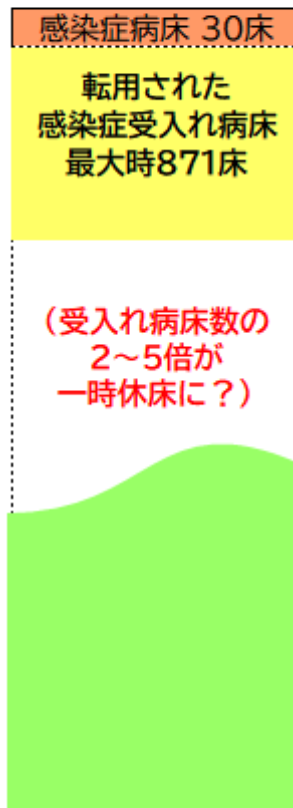 感染症病床 30床
転用された
感染症受入れ病床
最大時871床
（受入れ病床数の
2～5倍が
一時休床に？）